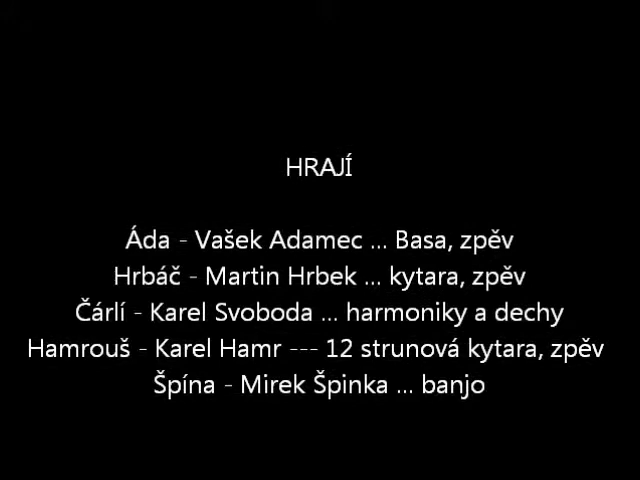 HRAJÍ
Áda - Vašek Adamec ... Basa, zpěv
Hrbáč - Martin Hrbek ... kytara, zpěv
Čárlí - Karel Svoboda ... harmoniky a dechy
Hamrouš - Karel Hamr --- 12 strunová kytara, zpěv
Špína - Mirek Špinka ... banjo